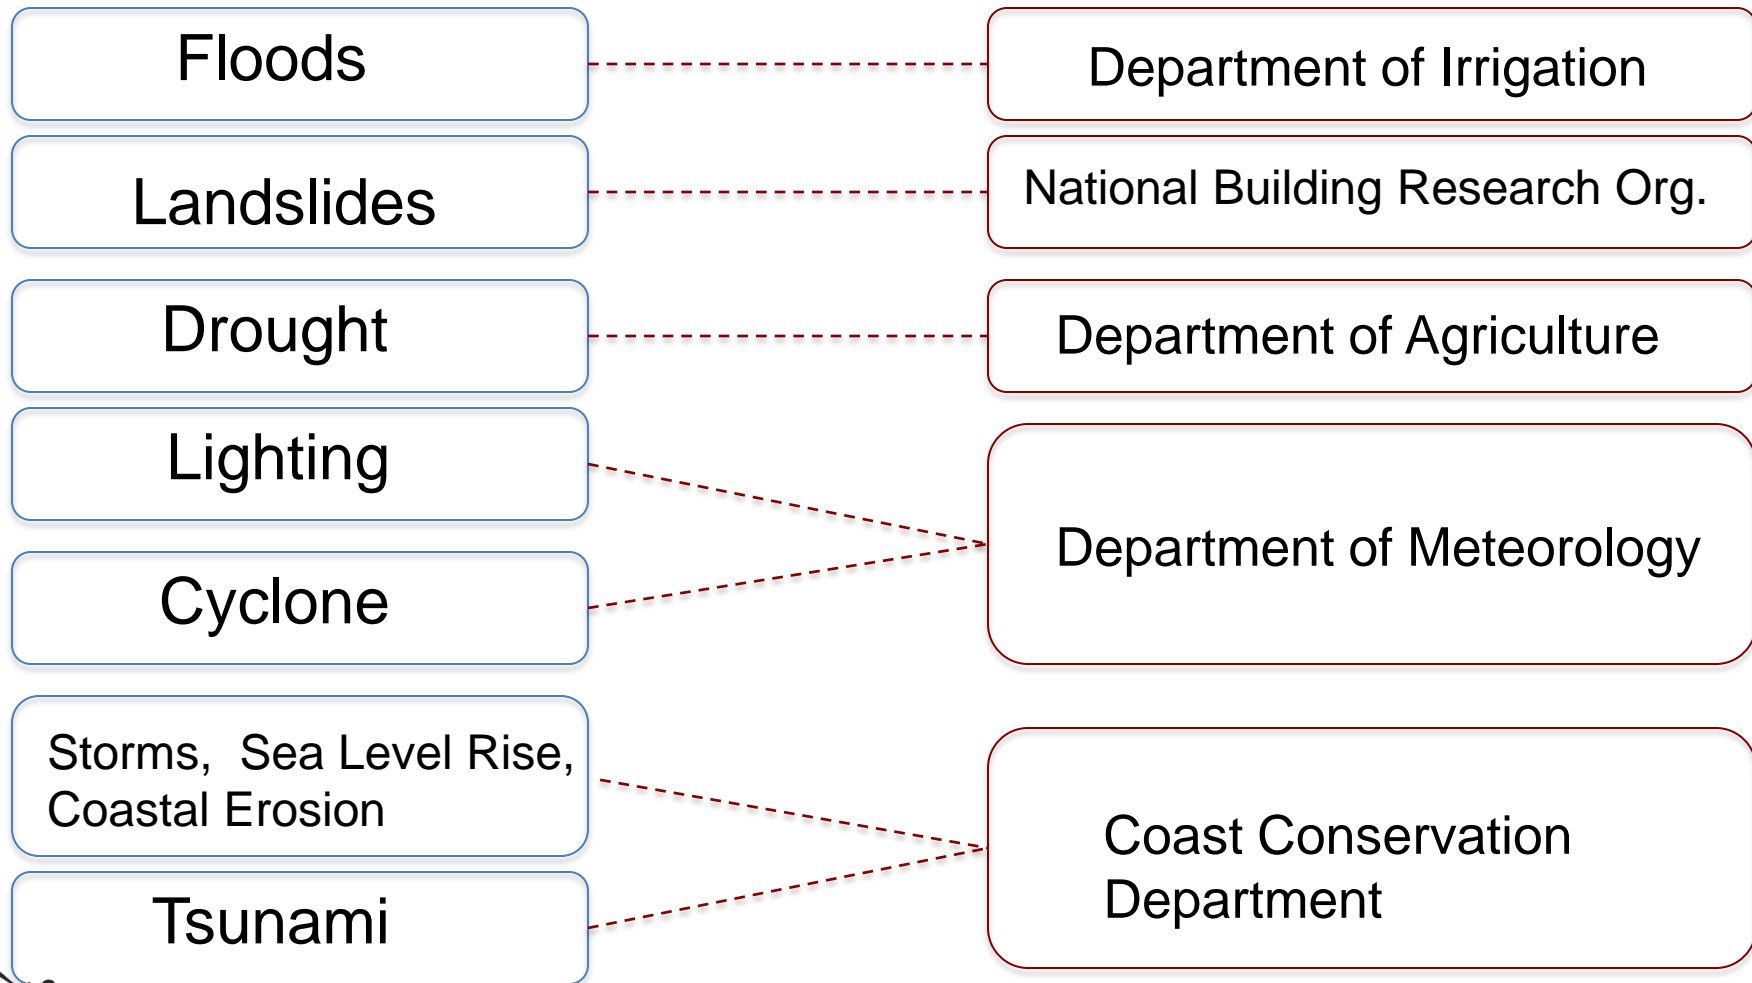 Floods
Department of Irrigation
Landslides
National Building Research Org.
Drought
Department of Agriculture
Lighting
Department of Meteorology
Cyclone
Storms,  Sea Level Rise,
Coastal Erosion
Coast Conservation
Department
Tsunami